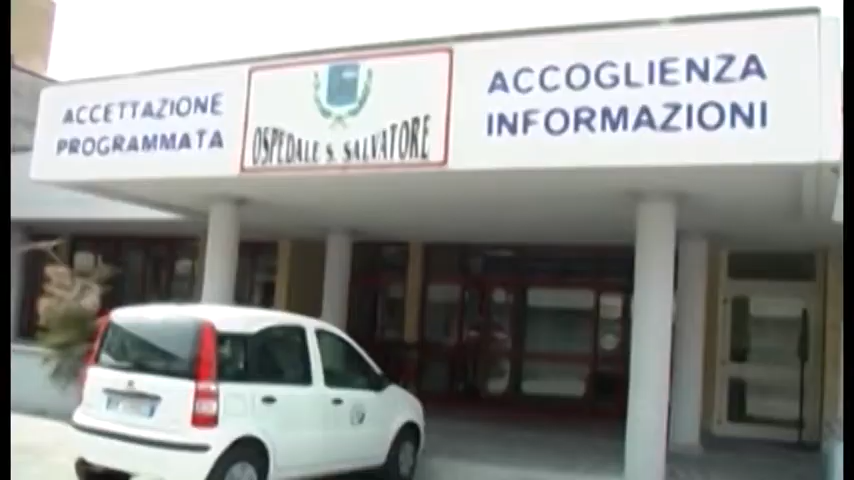 ACCETTAZIONE
PROGRAMMATA
OSPEDALE S. SALVATORE
ACCOGLIENZA
INFORMAZIONI